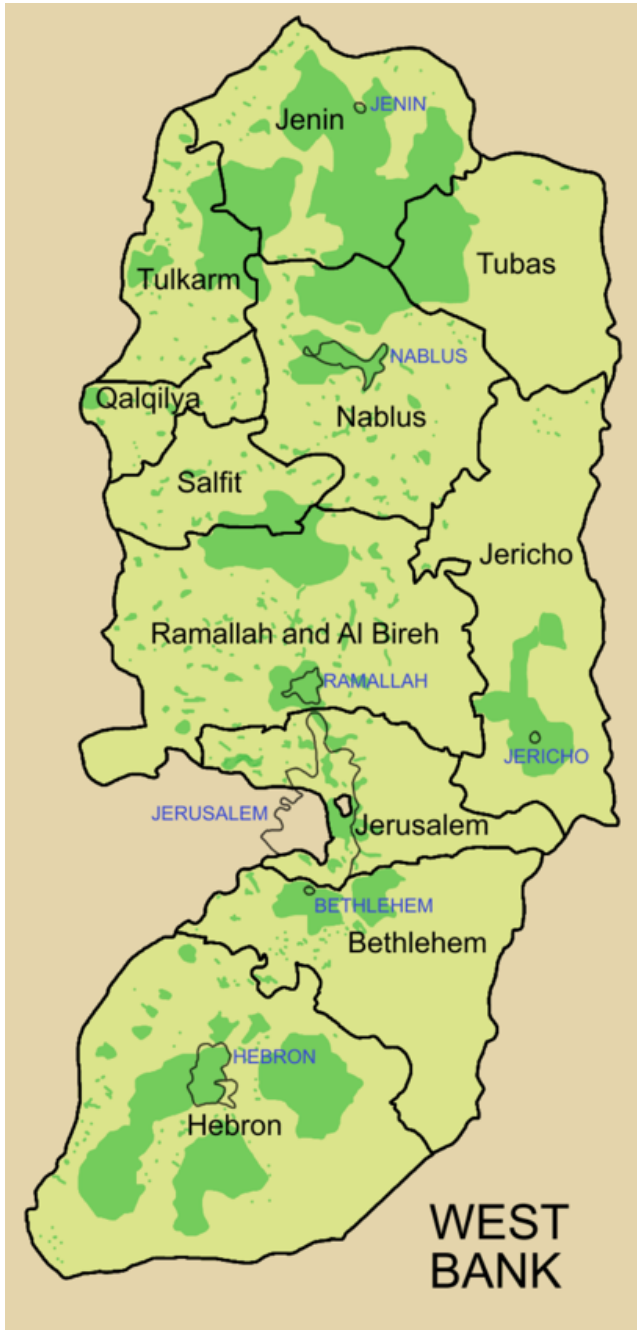 JENIN
Jenin
Tubas
Tulkarm
NABLUS
Qalqilya
Nablus
Salfit
Jericho
Ramallah and Al Bireh
RAMALLAH
JERICHO
JERUSALEM
Jerusalem
BETHLEHEM
Bethlehem
HEBRON
Hebron
WEST
BANK